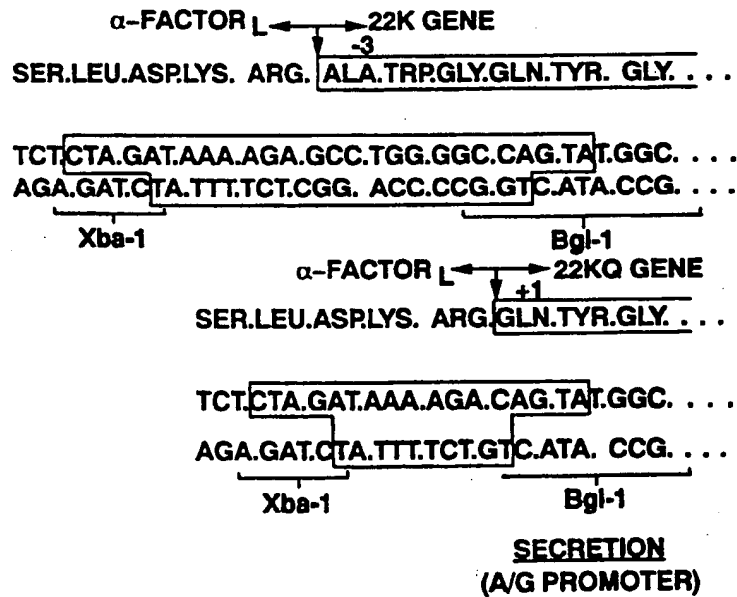 α-FACTOR L 22K GENE
-3
SER.LEU.ASP.LYS. ARG. ALA.TRP.GLY.GLN.TYR. GLY. . . .
TCT.CTA.GAT.AAA.AGA.GCC.TGG.GGC.CAG.TAT.GGC. . . .
AGA.GAT.CTA.TTT.TCT.CGG. ACC.CCG.GTC.ATA.CCG. . . .
Xba-1 Bgl-1
α-FACTOR L 22KQ GENE
+1
SER.LEU.ASP.LYS. ARG.GLN.TYR.GLY. . . .
TCT.CTA.GAT.AAA.AGA.CAG.TAT.GGC. . . .
AGA.GAT.CTA.TTT.TCT.GTC.ATA. CCG. . . .
Xba-1 Bgl-1
SECRETION
(A/G PROMOTER)